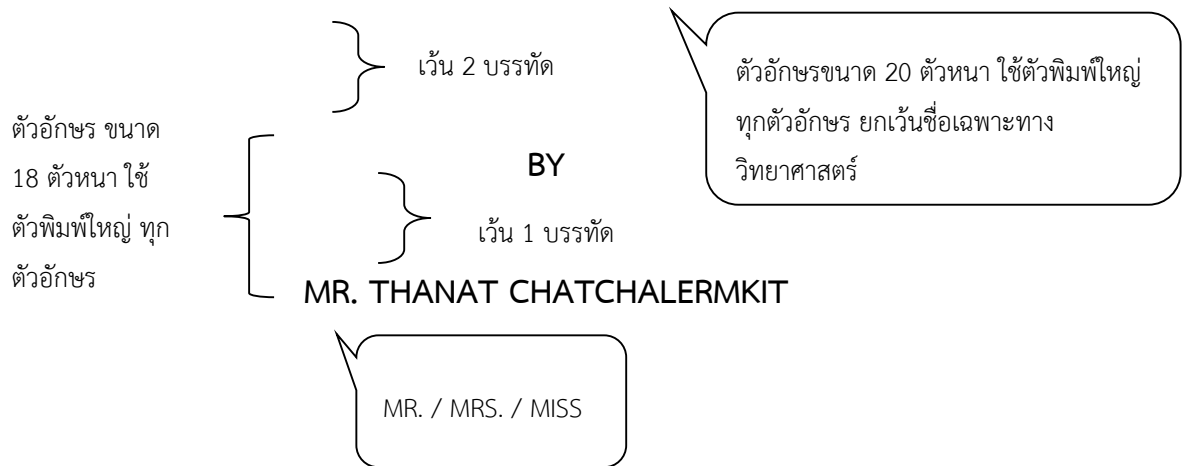 เว้น 2 บรรทัด
ตัวอักษรขนาด 20 ตัวหนา ใช้ตัวพิมพ์ใหญ่
ทุกตัวอักษร ยกเว้นชื่อเฉพาะทาง
วิทยาศาสตร์
ตัวอักษร ขนาด
18 ตัวหนา ใช้
ตัวพิมพ์ใหญ่ ทุก
ตัวอักษร
BY
เว้น 1 บรรทัด
MR. THANAT CHATCHALERMKIT
MR. / MRS. / MISS